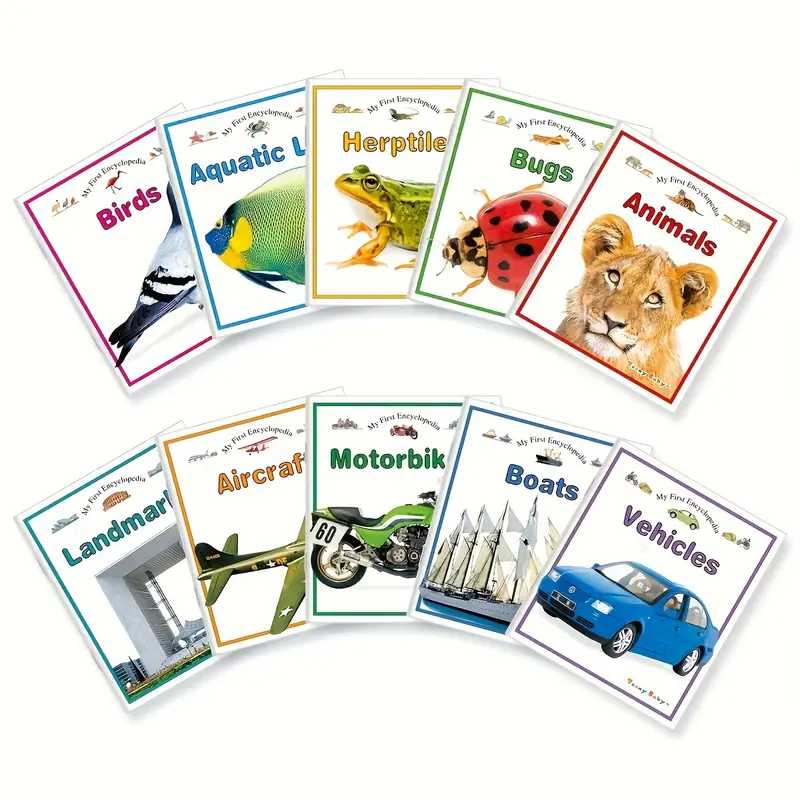 My First Encyclopedia
Birds
My First Encyclopedia
Aquatic L
My First Encyclopedia
Herptile
My First Encyclopedia
Bugs
My First Encyclopedia
Animals
Tacay Baby™
My First Encyclopedia
Landmar
My First Encyclopedia
Aircraf
My First Encyclopedia
Motorbik
60
My First Encyclopedia
Boats
My First Encyclopedia
Vehicles